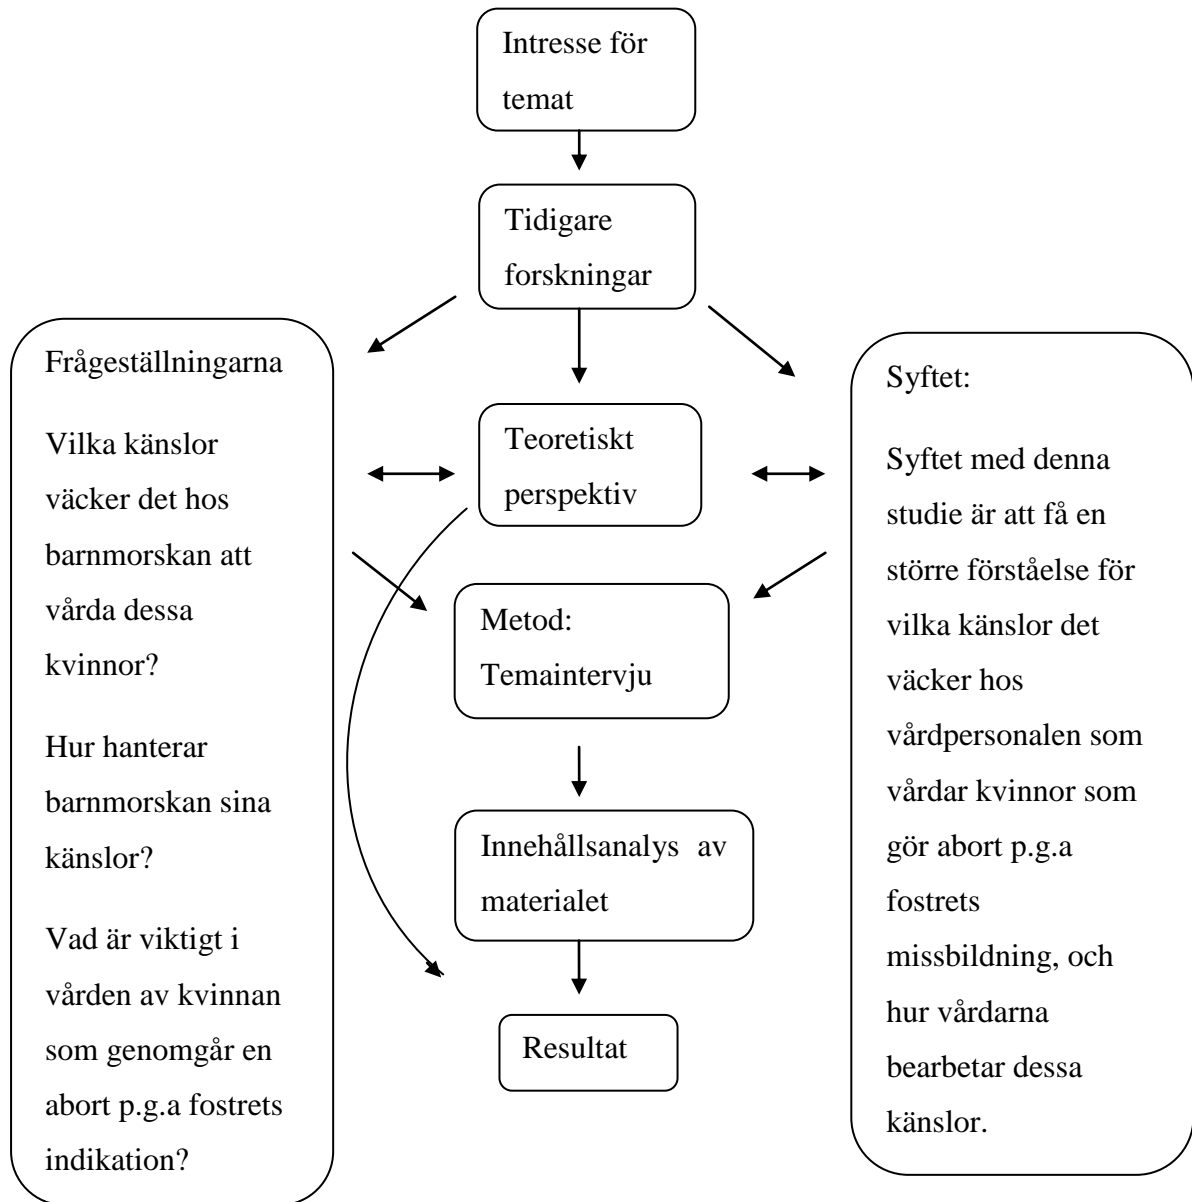 Intresse för
temat
Tidigare
forskningar
Frågeställningarna
Vilka känslor
väcker det hos
barnmorskan att
vårda dessa
kvinnor?
Hur hanterar
barnmorskan sina
känslor?
Vad är viktigt i
vården av kvinnan
som genomgår en
abort p.g.a fostrets
indikation?
Teoretiskt
perspektiv
Syftet:
Syftet med denna
studie är att få en
större förståelse för
vilka känslor det
väcker hos
vårdpersonalen som
vårdar kvinnor som
gör abort p.g.a
fostrets
missbildning, och
hur vårdarna
bearbetar dessa
känslor.
Metod:
Temaintervju
Innehållsanalys av
materialet
Resultat